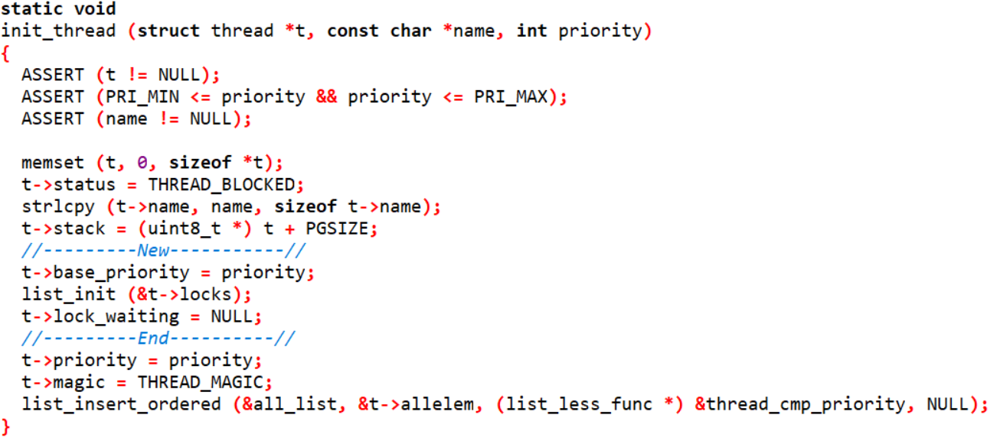 static void
init_thread (struct thread *t, const char *name, int priority)
{
  ASSERT (t != NULL);
  ASSERT (PRI_MIN <= priority && priority <= PRI_MAX);
  ASSERT (name != NULL);

  memset (t, 0, sizeof *t);
  t->status = THREAD_BLOCKED;
  strlcpy (t->name, name, sizeof t->name);
  t->stack = (uint8_t *) t + PGSIZE;
  //---------New-----------//
  t->base_priority = priority;
  list_init (&t->locks);
  t->lock_waiting = NULL;
  //---------End----------//
  t->priority = priority;
  t->magic = THREAD_MAGIC;
  list_insert_ordered (&all_list, &t->allelem, (list_less_func *) &thread_cmp_priority, NULL);
}